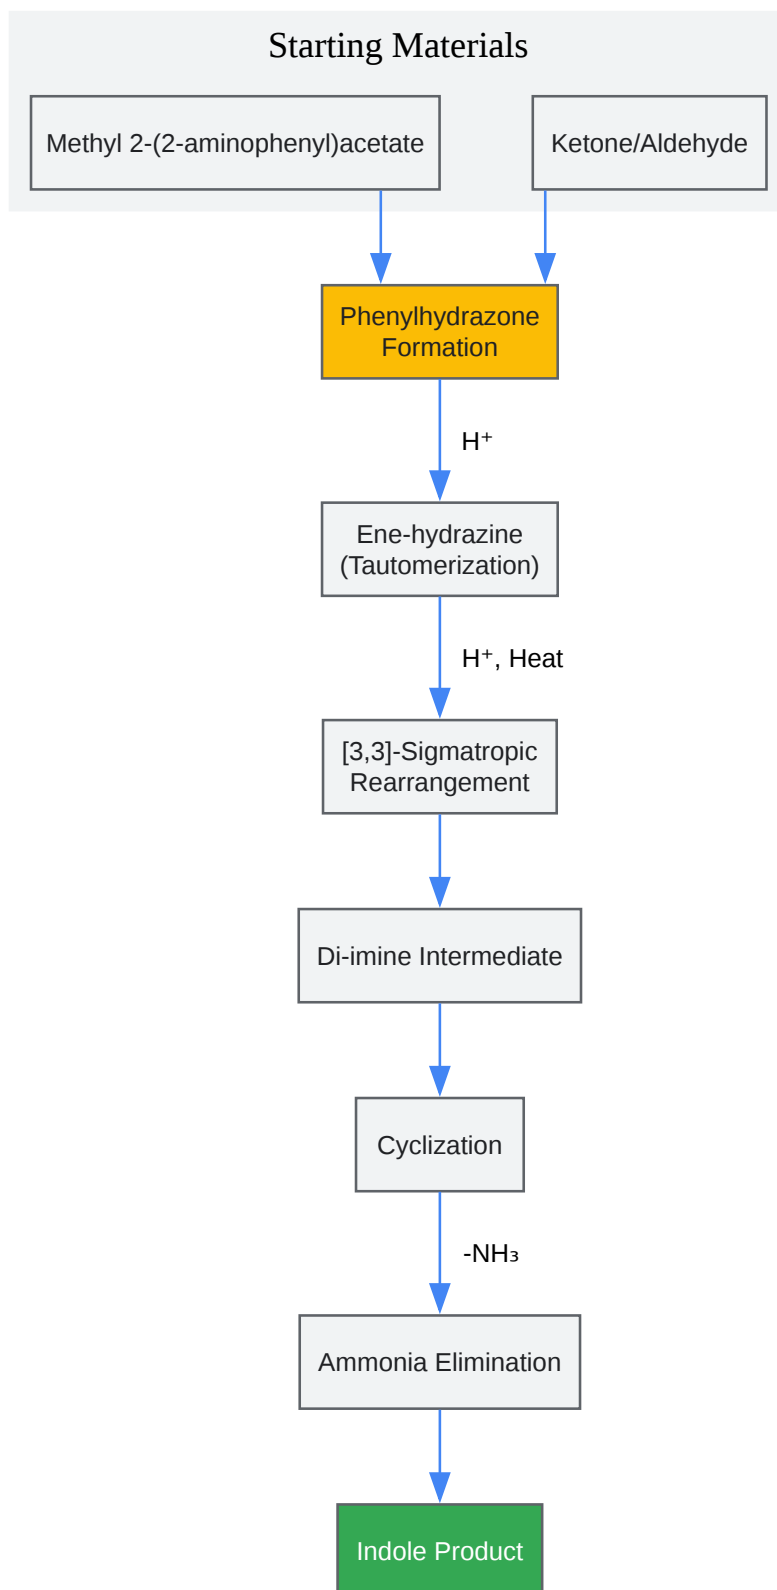 Starting Materials
Methyl 2-(2-aminophenyl)acetate
Ketone/Aldehyde
Phenylhydrazone
Formation
H⁺
Ene-hydrazine
(Tautomerization)
H⁺, Heat
[3,3]-Sigmatropic
Rearrangement
Di-imine Intermediate
Cyclization
-NH₃
Ammonia Elimination
Indole Product